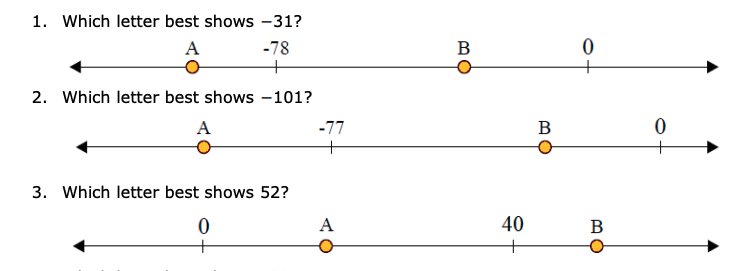 1. Which letter best shows −31?
A -78 B 0
2. Which letter best shows −101?
A -77 B 0
3. Which letter best shows 52?
0 A 40 B